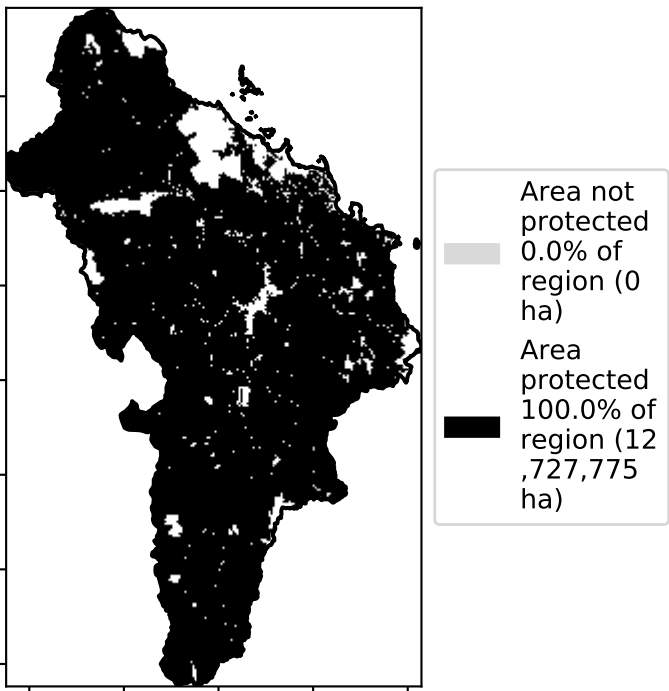 Area not
protected
0.0% of
region (0
ha)
Area
protected
100.0% of
region (12
,727,775
ha)